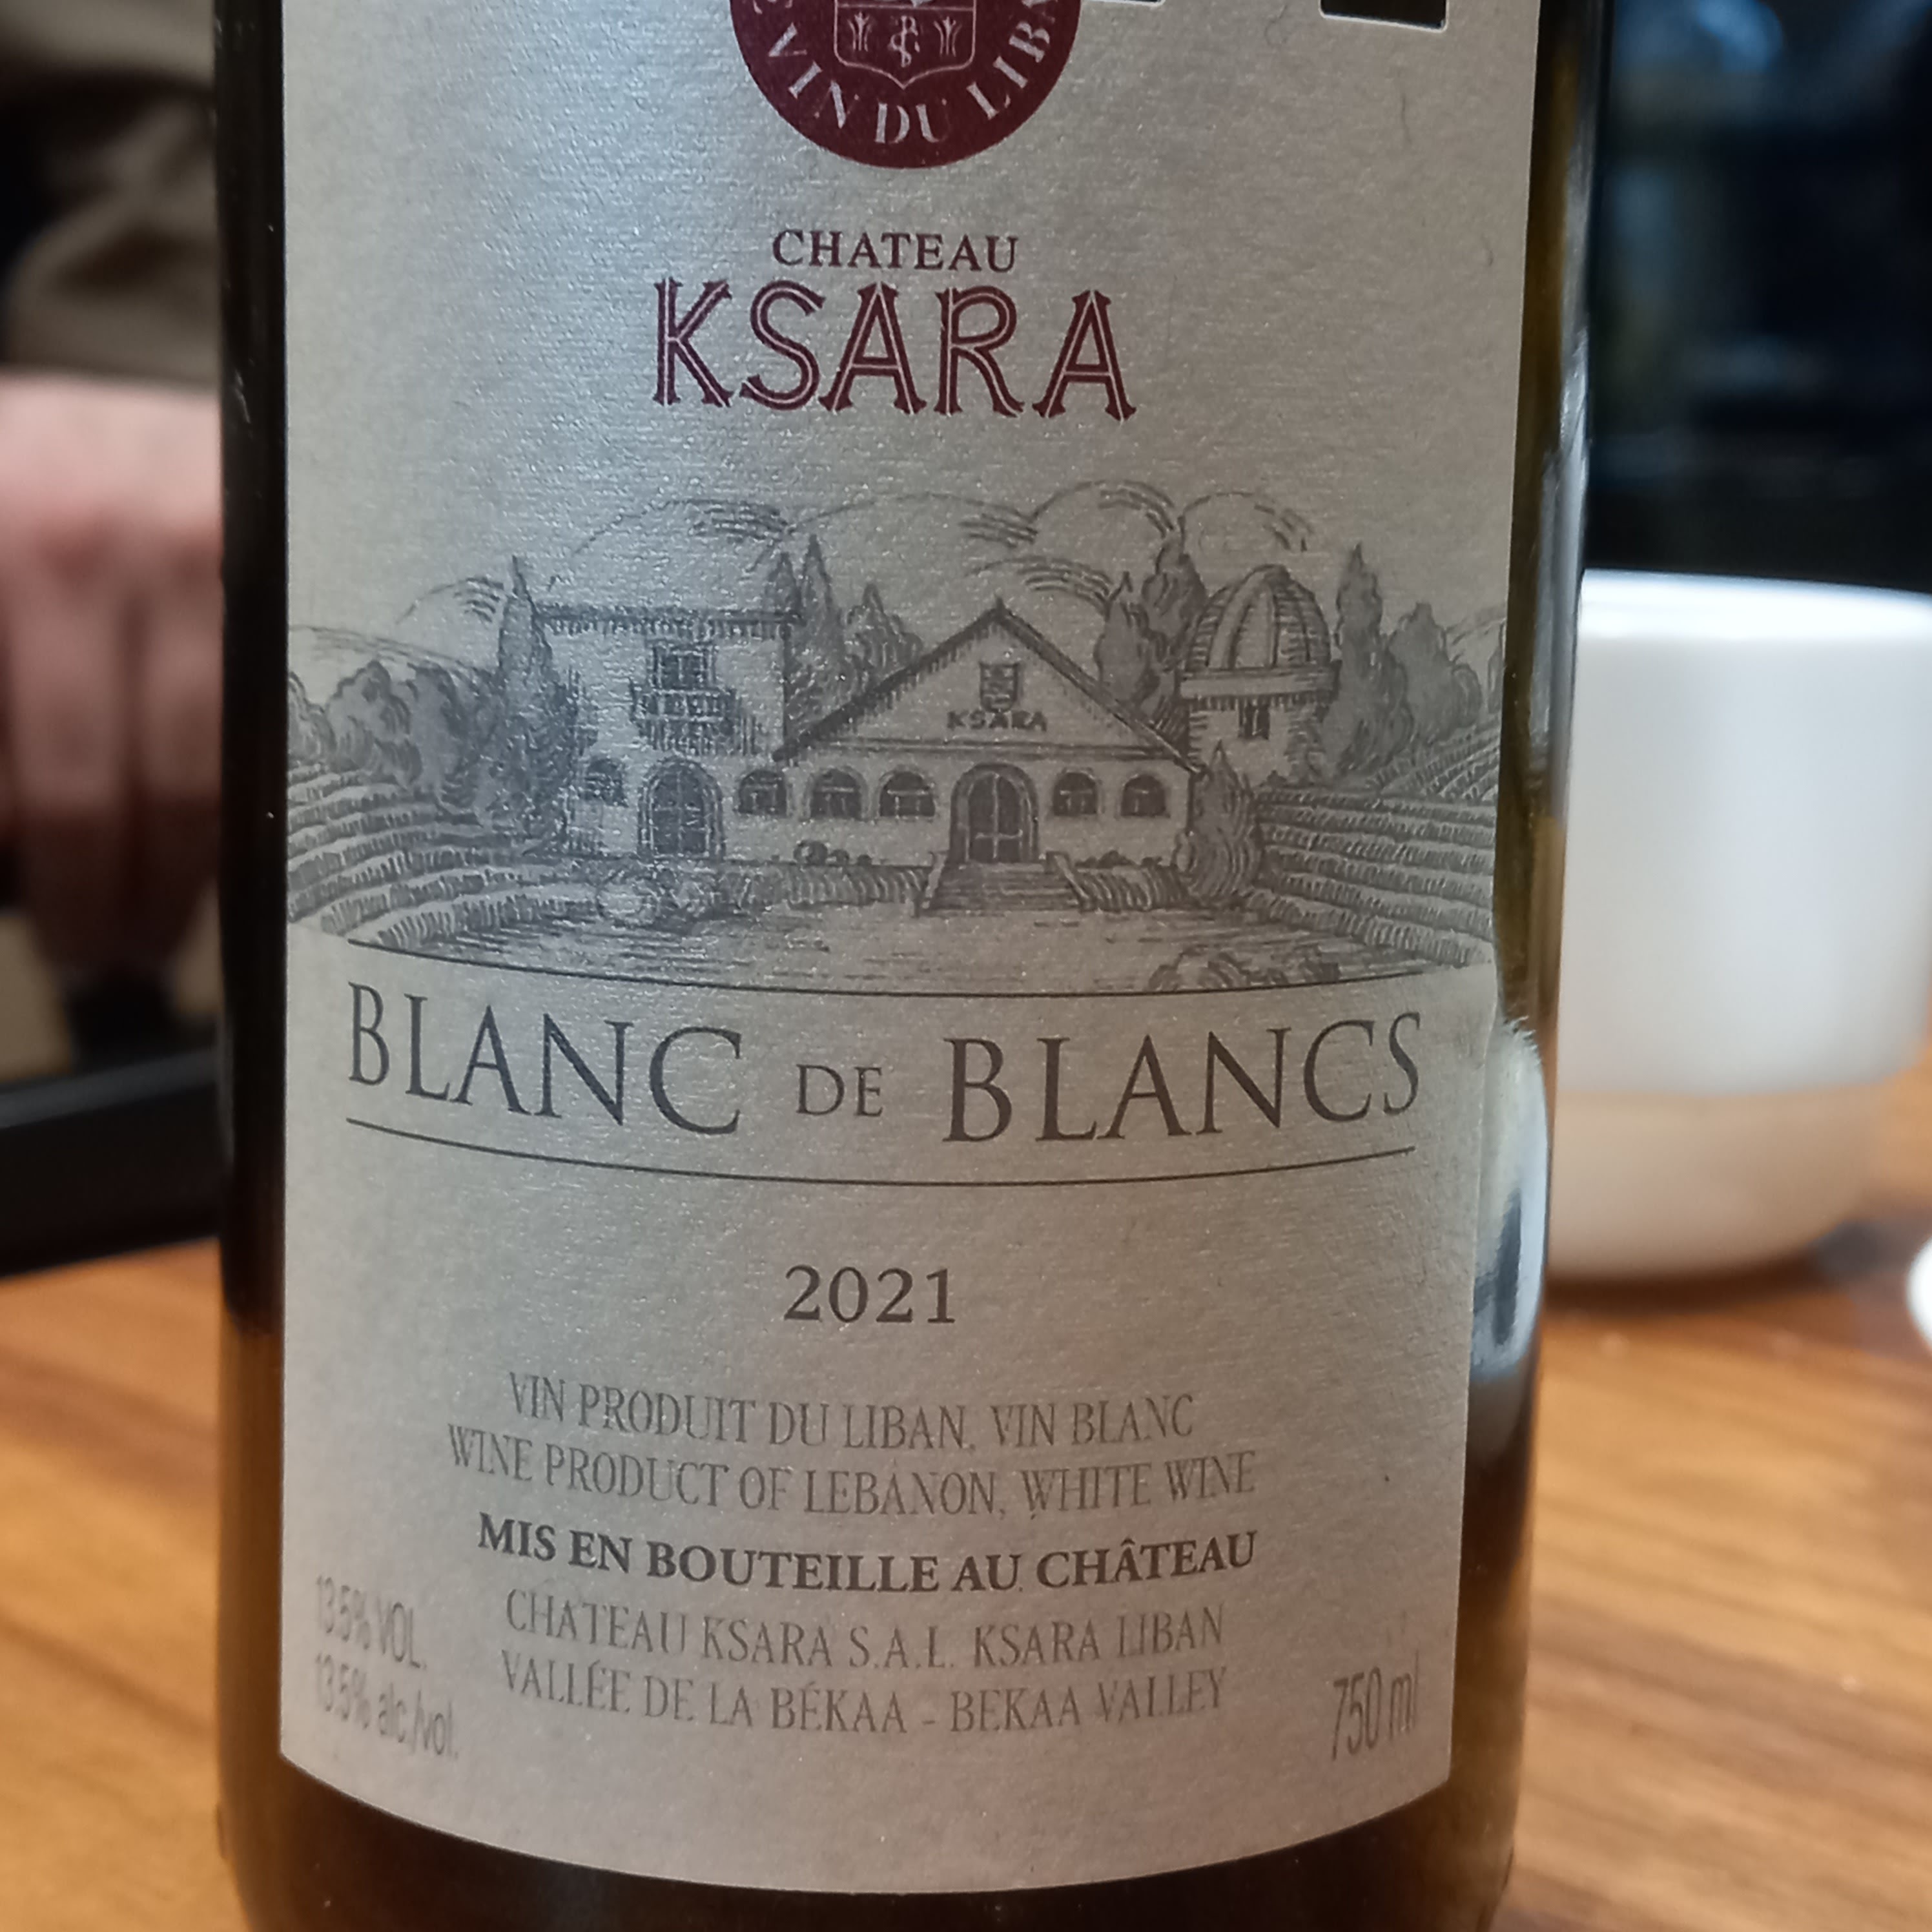 VIN DU LIB
CHATEAU
KSARA
KSARA
BLANC DE BLANCS
2021
VIN PRODUIT DU LIBAN, VIN BLANC
WINE PRODUCT OF LEBANON, WHITE WINE
MIS EN BOUTEILLE AU CHÂTEAU
13.5% VOL.
CHATEAU KSARA S.A.L. KSARA LIBAN
13.5% alc./vol.
VALLÉE DE LA BÉKAA - BEKAA VALLEY
750 ml